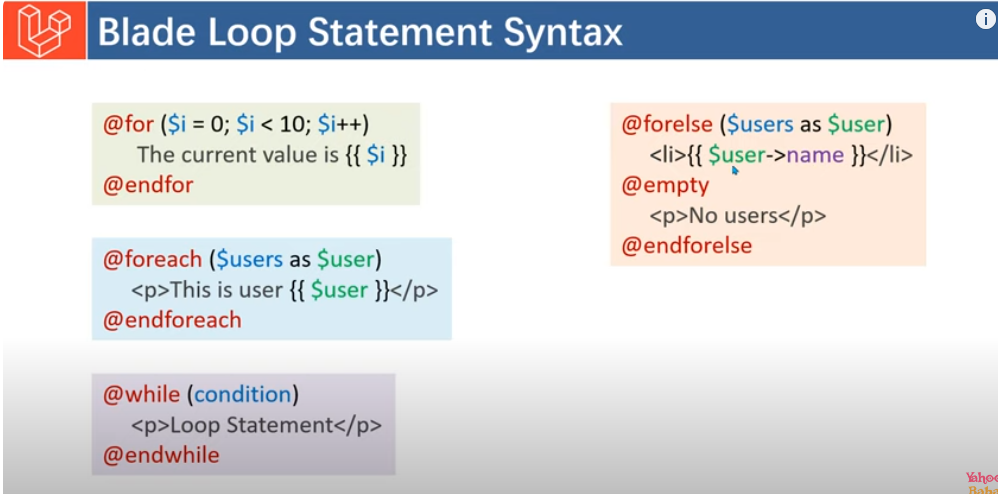 Blade Loop Statement Syntax
@for ($i = 0; $i < 10; $i++)
The current value is {{ $i }}
@endfor
@foreach ($users as $user)
<p>This is user {{ $user }}</p>
@endforeach
@while (condition)
<p>Loop Statement</p>
@endwhile
@forelse ($users as $user)
<li>{{ $user->name }}</li>
@empty
<p>No users</p>
@endforelse
Yahoo
Baba